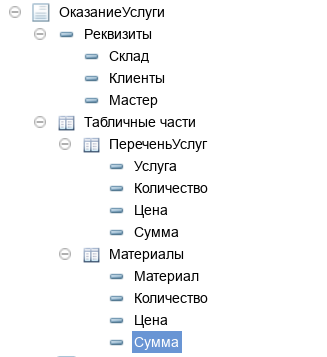 ОказаниеУслуги
Реквизиты
Склад
Клиенты
Мастер
Табличные части
ПереченьУслуг
Услуга
Количество
Цена
Сумма
Материалы
Материал
Количество
Цена
Сумма